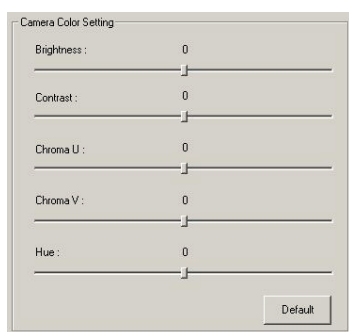 Camera Color Setting
Brightness : 0
Contrast : 0
Chroma U : 0
Chroma V : 0
Hue : 0
Default